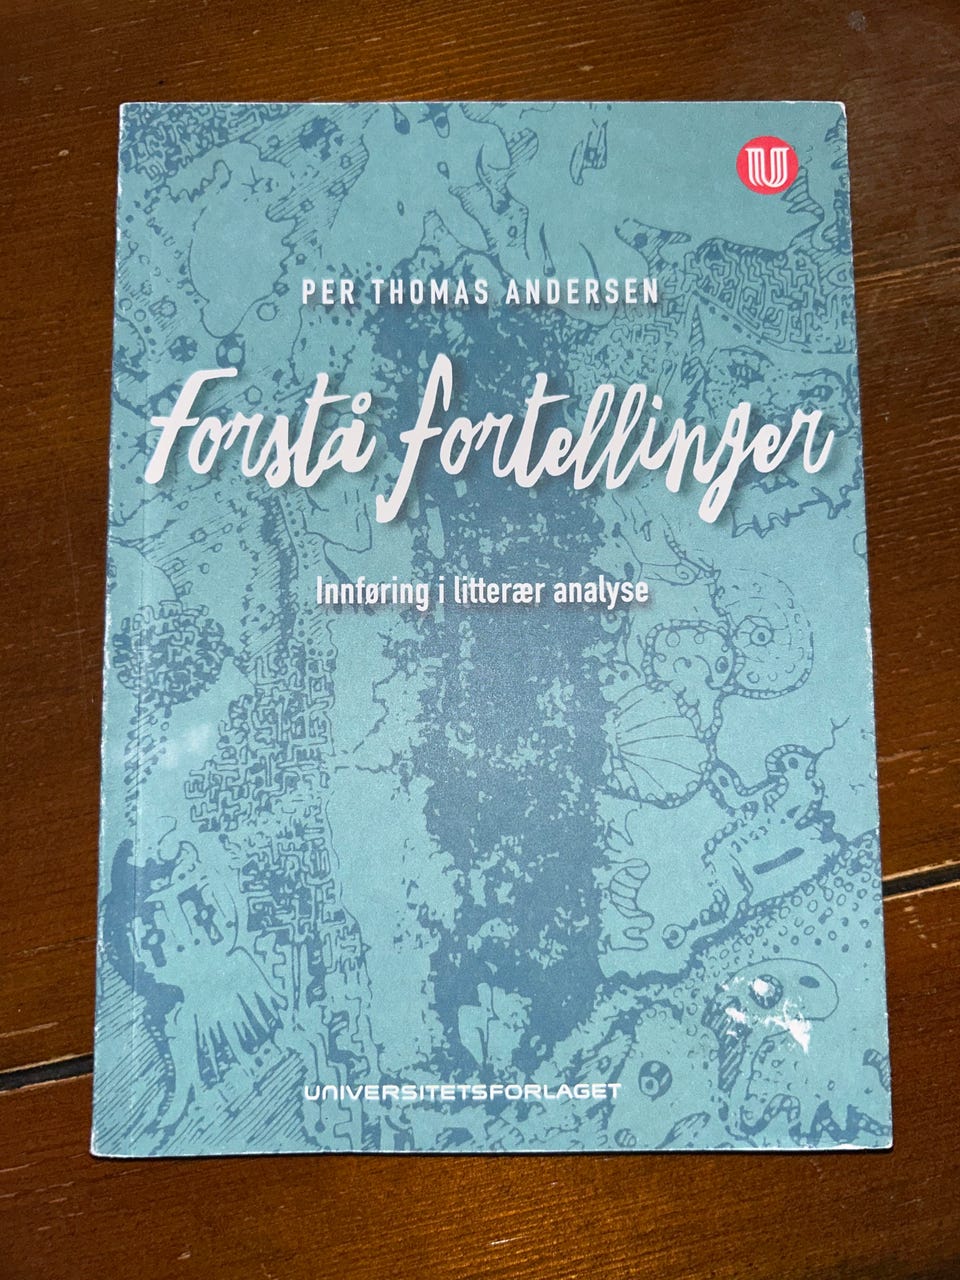 U
PER THOMAS ANDERSEN
Forstå fortellinger
Innføring i litterær analyse
UNIVERSITETSFORLAGET